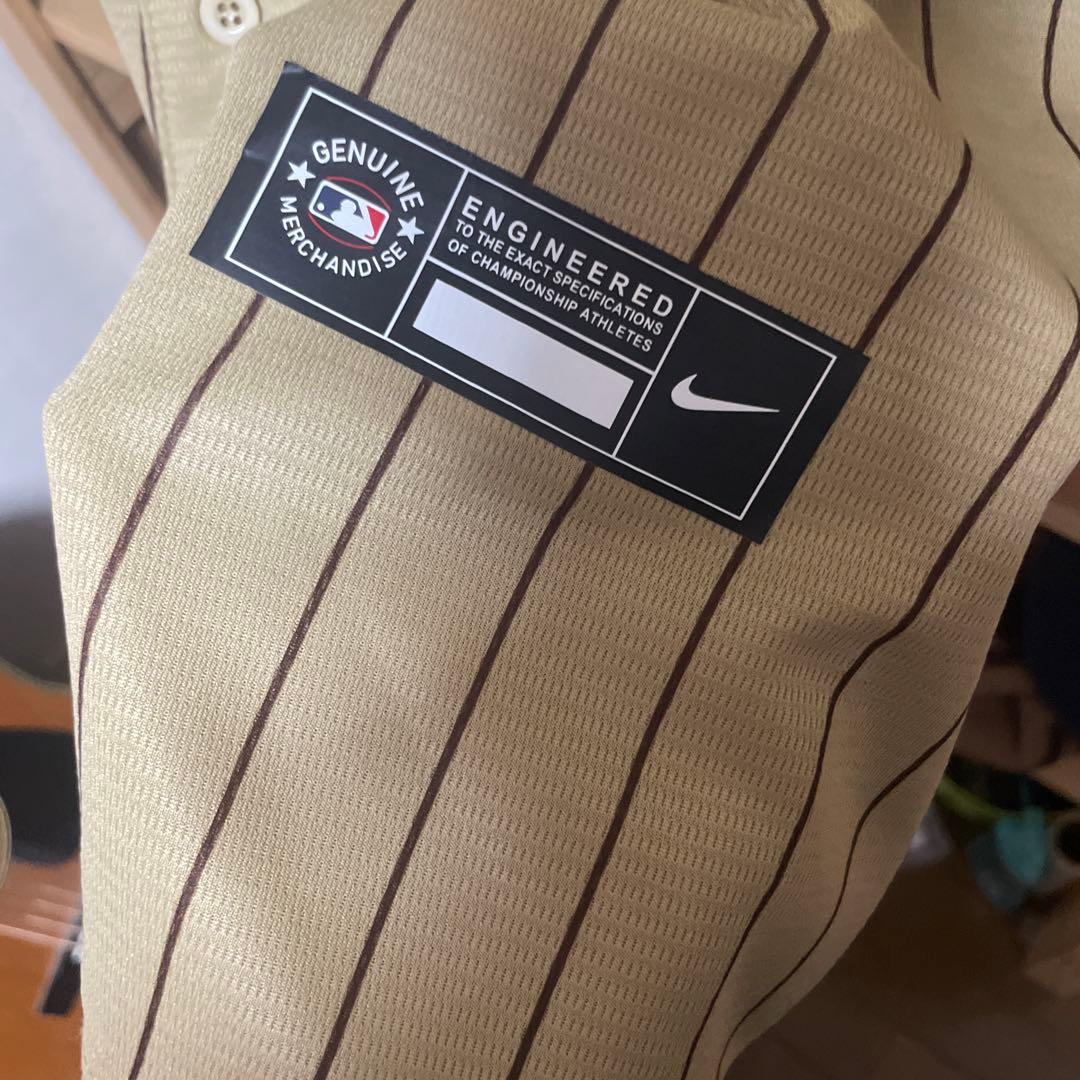 GENUINE
MERCHANDISE
ENGINEERED
TO THE EXACT SPECIFICATIONS
OF CHAMPIONSHIP ATHLETES